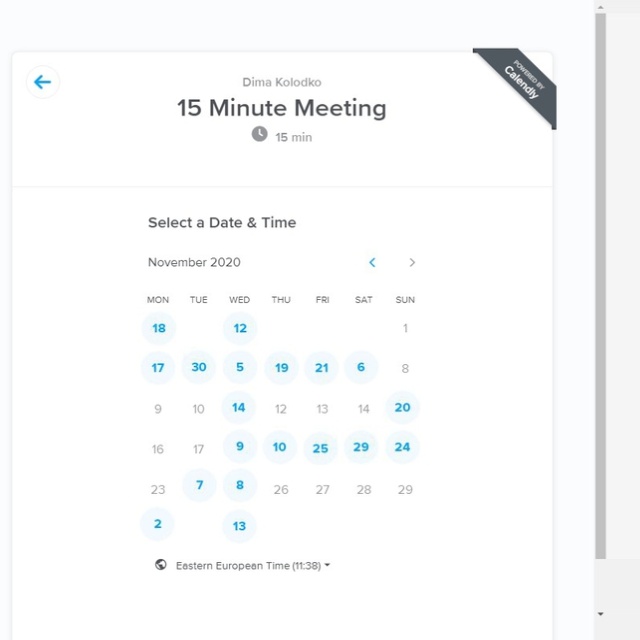 Dima Kolodko
15 Minute Meeting
15 min
POWERED BY
Calendly
Select a Date & Time
November 2020
MON TUE WED THU FRI SAT SUN
18 12 1
17 30 5 19 21 6 8
9 10 14 12 13 14 20
16 17 9 10 25 29 24
23 7 8 26 27 28 29
2 13
Eastern European Time (11:38)